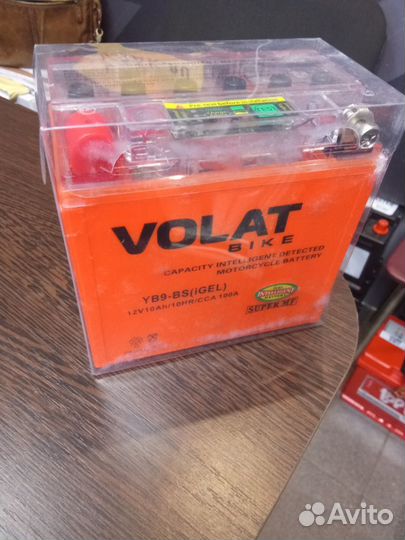 VOLAT
BIKE
CAPACITY INTELLIGENT DETECTED
MOTORCYCLE BATTERY
YB9-BS(iGEL)
12V10Ah/10HR/CCA 100A
SUPER MF
Avito